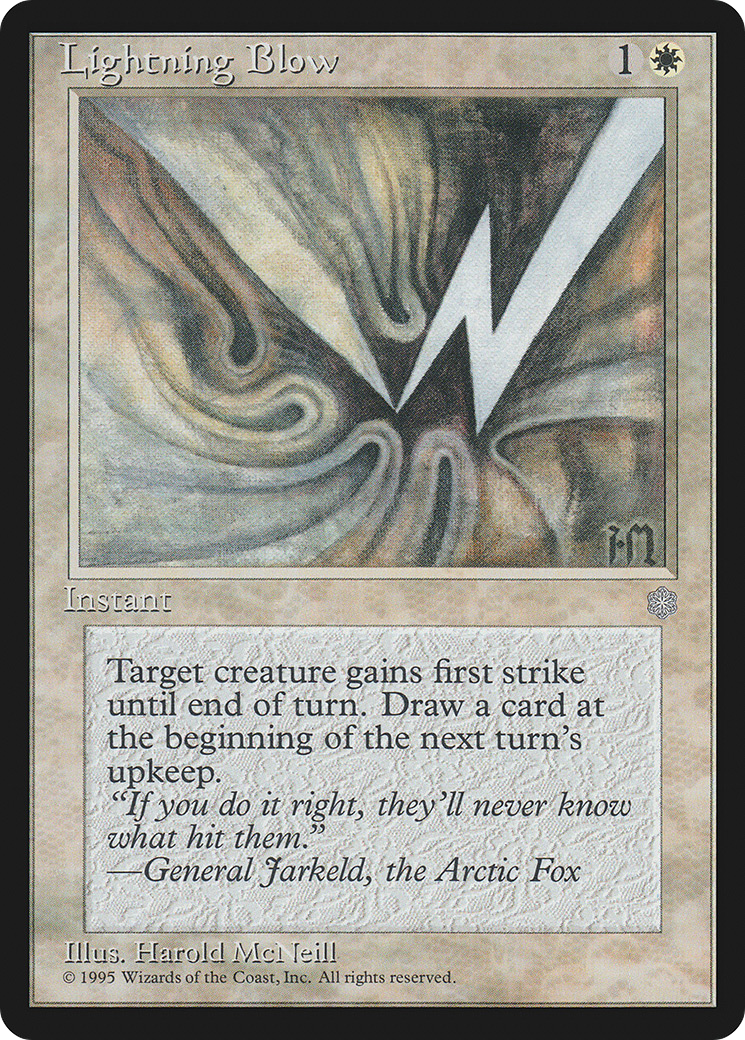 Lightning Blow 1
HM
Instant
Target creature gains first strike
until end of turn. Draw a card at
the beginning of the next turn's
upkeep.
“If you do it right, they’ll never know
what hit them.”
—General Jarkeld, the Arctic Fox
Illus. Harold McNeill
© 1995 Wizards of the Coast, Inc. All rights reserved.